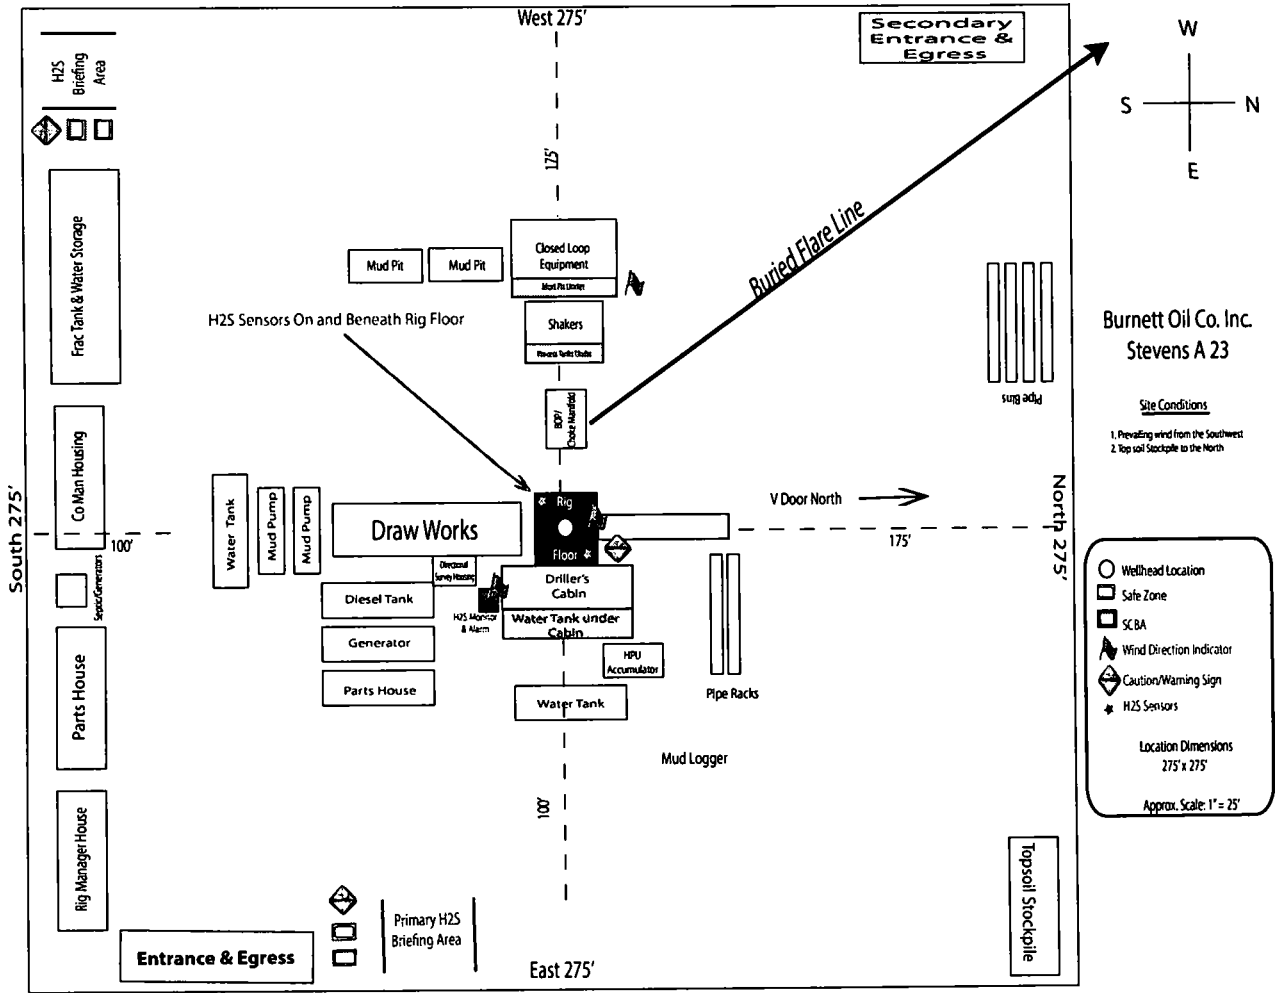 West 275'
Secondary
Entrance &
Egress
W
S
N
E
H2S
Briefing
Area
175'
Buried Flare Line
Frac Tank & Water Storage
Mud Pit
Mud Pit
Closed Loop
Equipment
Mud Pit Under
Shakers
Process Tanks Under
H2S Sensors On and Beneath Rig Floor
BOP/
Choke Manifold
Pipe Bins
Burnett Oil Co. Inc.
Stevens A 23
Site Conditions
1. Prevailing wind from the Southwest
2. Top soil Stockpile to the North
South 275'
Co Man Housing
100'
Water Tank
Mud Pump
Mud Pump
Draw Works
Rig
Floor
V Door North
175'
North 275'
Directional
Survey Housing
Septic/Generators
Diesel Tank
H2S Monitor
& Alarm
Driller's
Cabin
Water Tank under
Cabin
Generator
HPU
Accumulator
Parts House
Parts House
Water Tank
Pipe Racks
Mud Logger
Wellhead Location
Safe Zone
SCBA
Wind Direction Indicator
Caution/Warning Sign
H2S Sensors
Location Dimensions
275' x 275'
Approx. Scale: 1" = 25'
100'
Rig Manager House
Topsoil Stockpile
Primary H2S
Briefing Area
Entrance & Egress
East 275'